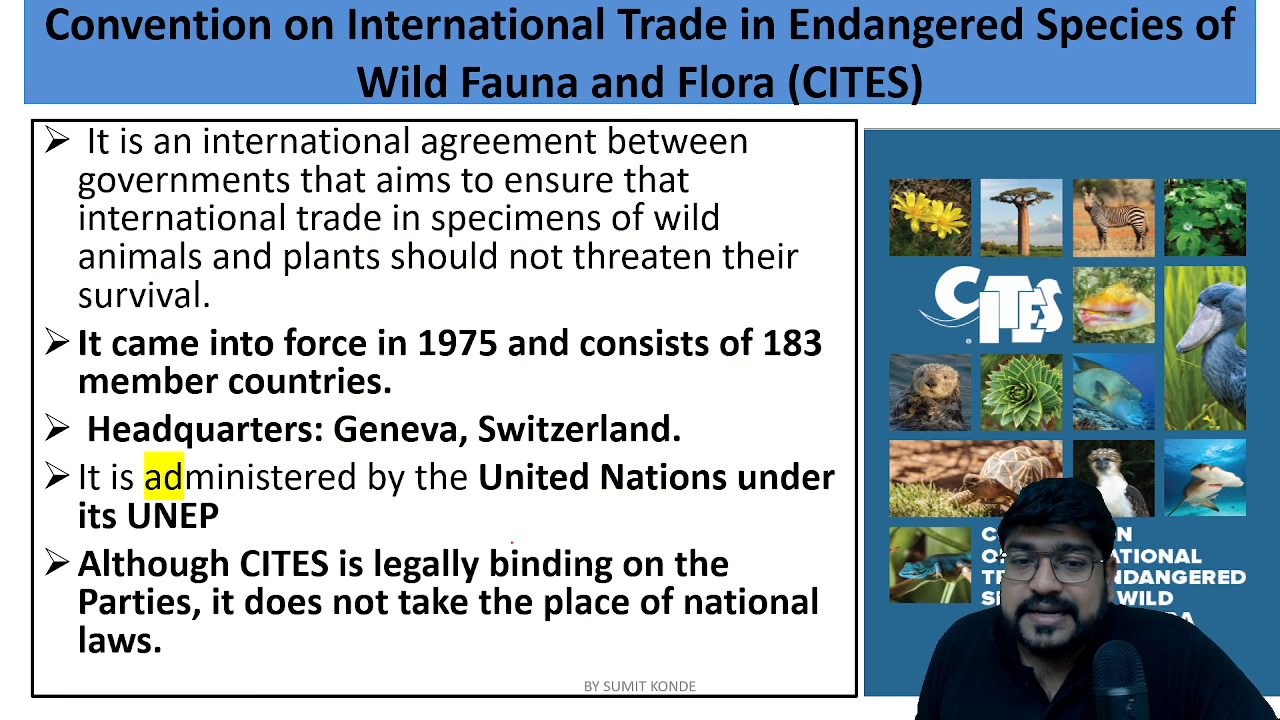 Convention on International Trade in Endangered Species of
Wild Fauna and Flora (CITES)
➢ It is an international agreement between
governments that aims to ensure that
international trade in specimens of wild
animals and plants should not threaten their
survival.
➢ It came into force in 1975 and consists of 183
member countries.
➢ Headquarters: Geneva, Switzerland.
➢ It is administered by the United Nations under
its UNEP
➢ Although CITES is legally binding on the
Parties, it does not take the place of national
laws.
BY SUMIT KONDE
CITES
ENDANGERED
WILD